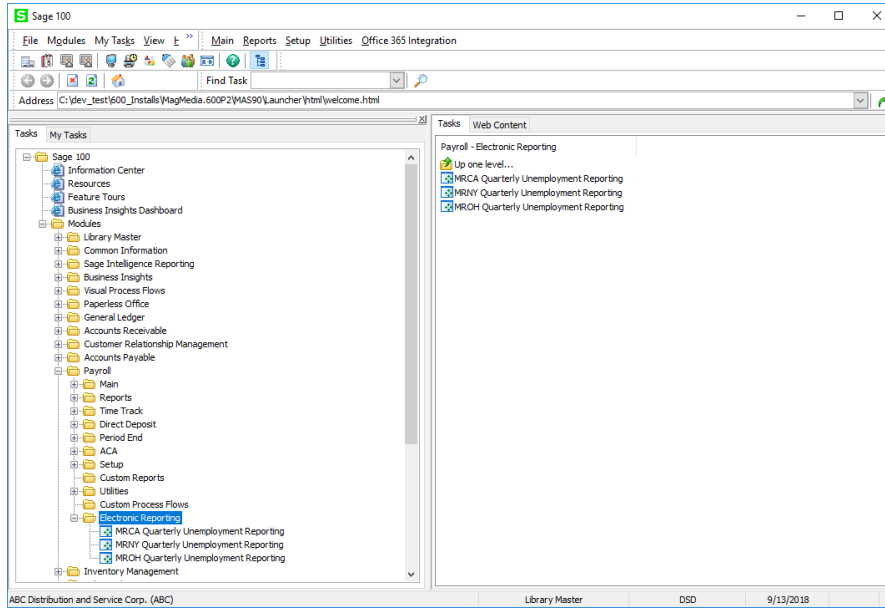 Sage 100
File Modules My Tasks View H » Main Reports Setup Utilities Office 365 Integration
Find Task
Address C:\dev_test\600_Installs\MagMedia.600P2\MAS90\Launcher\html\welcome.html
Tasks My Tasks
Sage 100
Information Center
Resources
Feature Tours
Business Insights Dashboard
Modules
Library Master
Common Information
Sage Intelligence Reporting
Business Insights
Visual Process Flows
Paperless Office
General Ledger
Accounts Receivable
Customer Relationship Management
Accounts Payable
Payroll
Main
Reports
Time Track
Direct Deposit
Period End
ACA
Setup
Custom Reports
Utilities
Custom Process Flows
Electronic Reporting
MRCA Quarterly Unemployment Reporting
MRNY Quarterly Unemployment Reporting
MROH Quarterly Unemployment Reporting
Inventory Management
Tasks Web Content
Payroll - Electronic Reporting
Up one level...
MRCA Quarterly Unemployment Reporting
MRNY Quarterly Unemployment Reporting
MROH Quarterly Unemployment Reporting
ABC Distribution and Service Corp. (ABC) Library Master DSD 9/13/2018